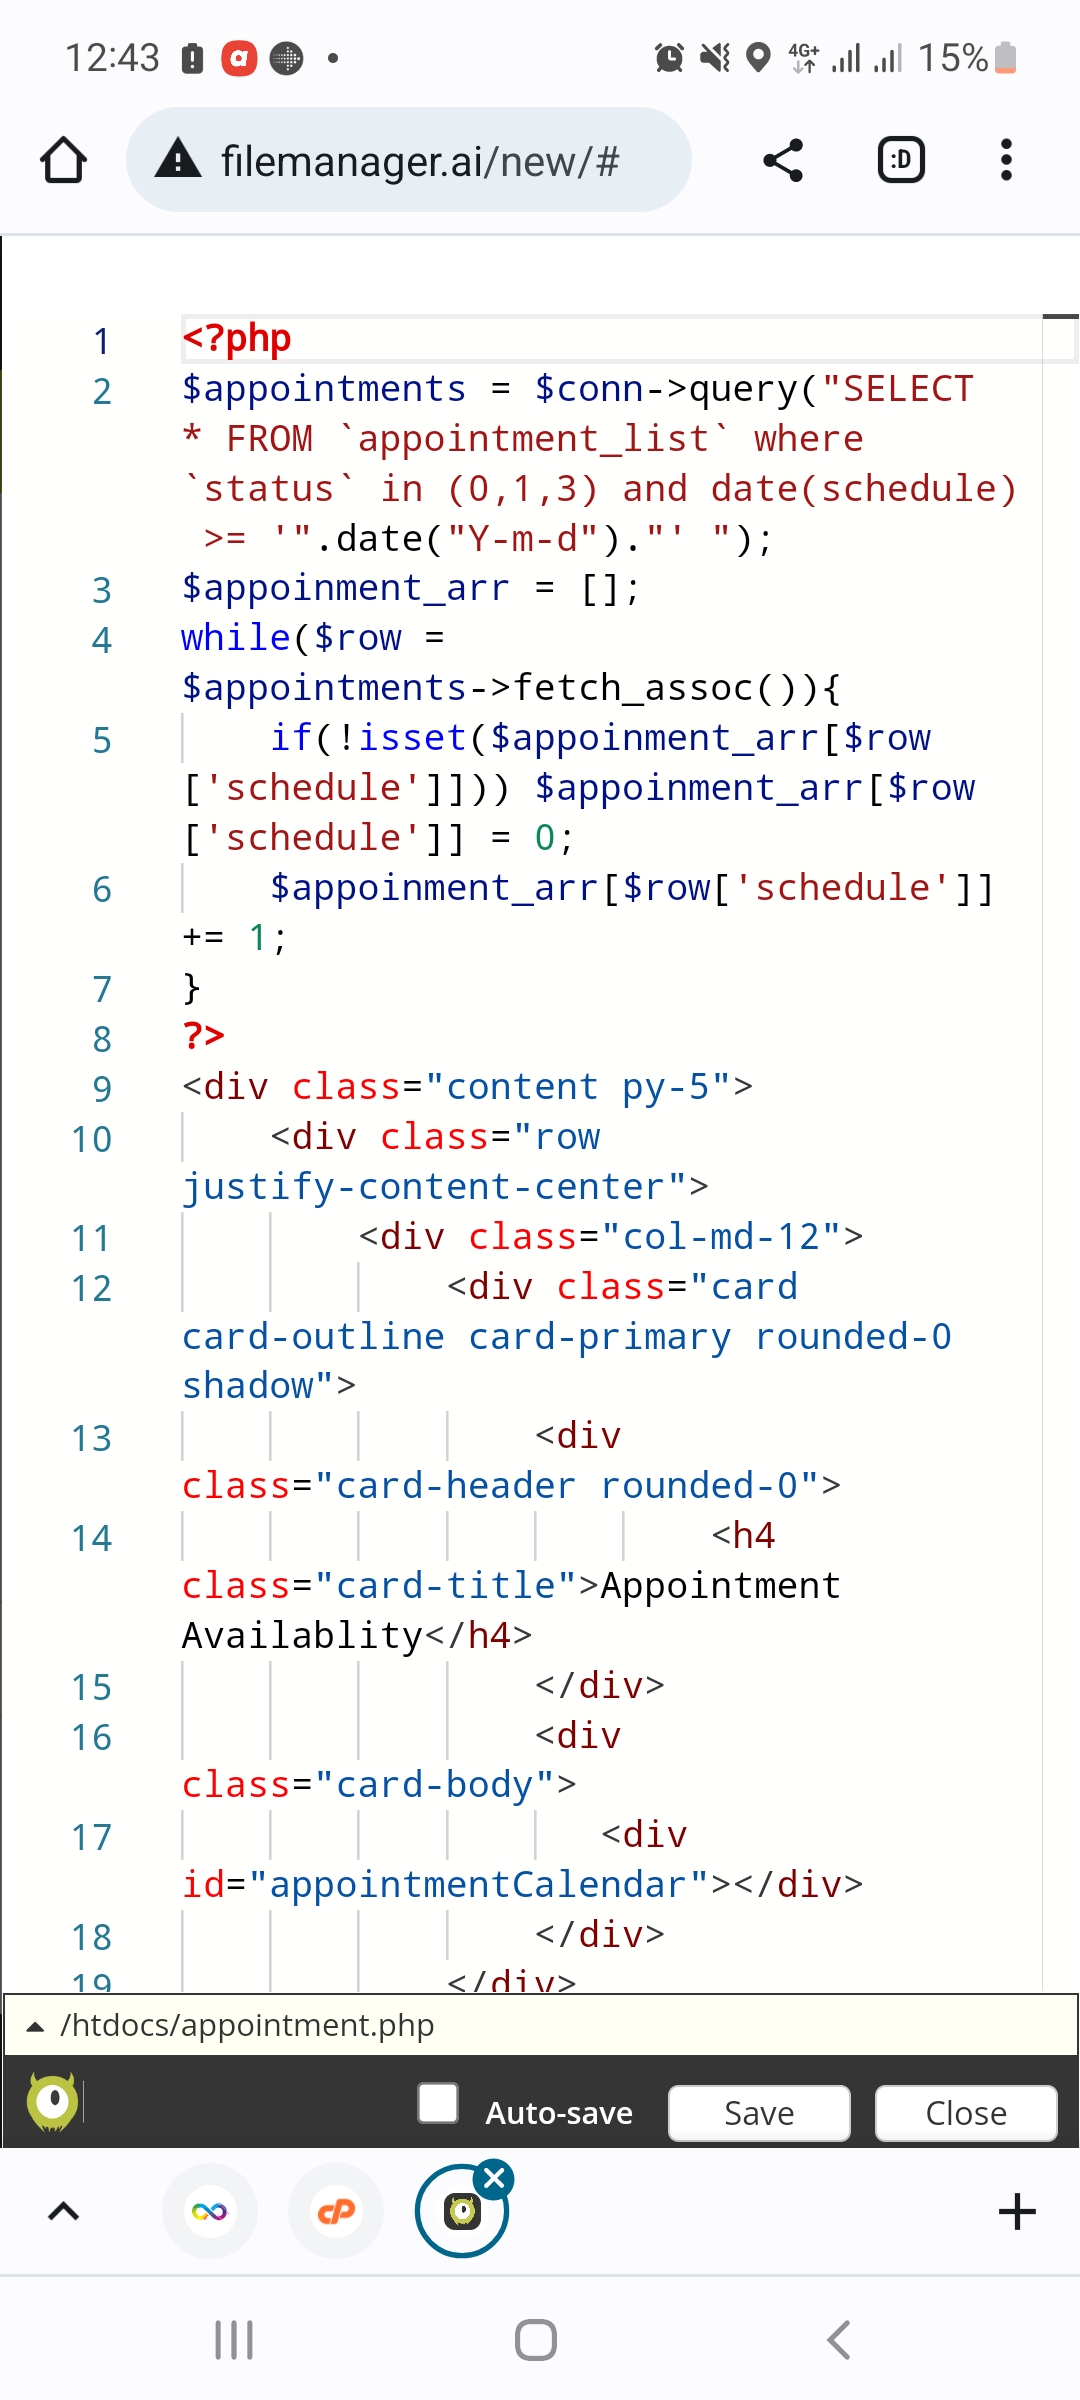 12:43 4G+ 15%
filemanager.ai/new/# :D
1 <?php
2 $appointments = $conn->query("SELECT
* FROM `appointment_list` where
`status` in (0,1,3) and date(schedule)
>= '".date("Y-m-d")."' ");
3 $appoinment_arr = [];
4 while($row =
$appointments->fetch_assoc()){
5 if(!isset($appoinment_arr[$row
['schedule']])) $appoinment_arr[$row
['schedule']] = 0;
6 $appoinment_arr[$row['schedule']]
+= 1;
7 }
8 ?>
9 <div class="content py-5">
10 <div class="row
justify-content-center">
11 <div class="col-md-12">
12 <div class="card
card-outline card-primary rounded-0
shadow">
13 <div
class="card-header rounded-0">
14 <h4
class="card-title">Appointment
Availablity</h4>
15 </div>
16 <div
class="card-body">
17 <div
id="appointmentCalendar"></div>
18 </div>
19 </div>
/htdocs/appointment.php
Auto-save Save Close
cP